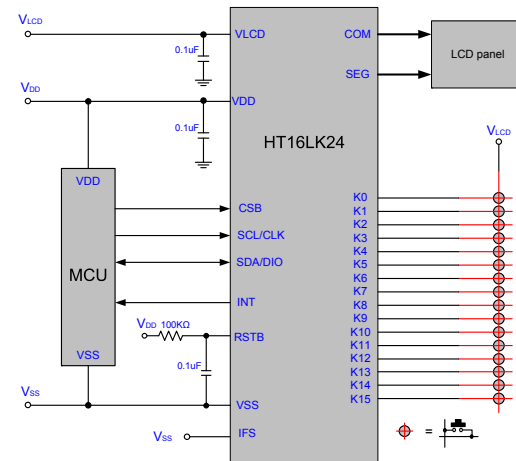 VLCD
VLCD
COM
LCD panel
0.1uF
SEG
VDD
VDD
VLCD
0.1uF
HT16LK24
VDD
K0
CSB
K1
K2
SCL/CLK
K3
K4
MCU
SDA/DIO
K5
K6
K7
INT
K8
VDD 100KΩ
RSTB
K9
K10
K11
VSS
0.1uF
K12
K13
K14
VSS
VSS
K15
VSS
IFS
=